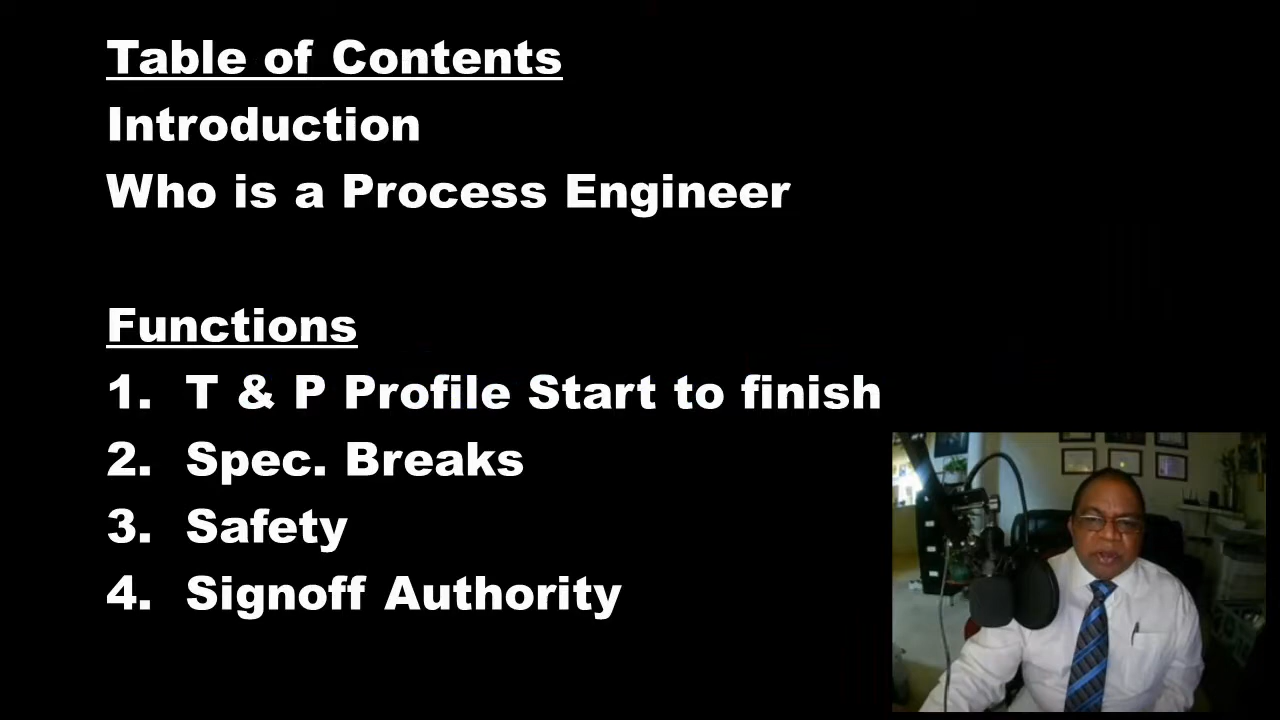 Table of Contents
Introduction
Who is a Process Engineer
Functions
1. T & P Profile Start to finish
2. Spec. Breaks
3. Safety
4. Signoff Authority